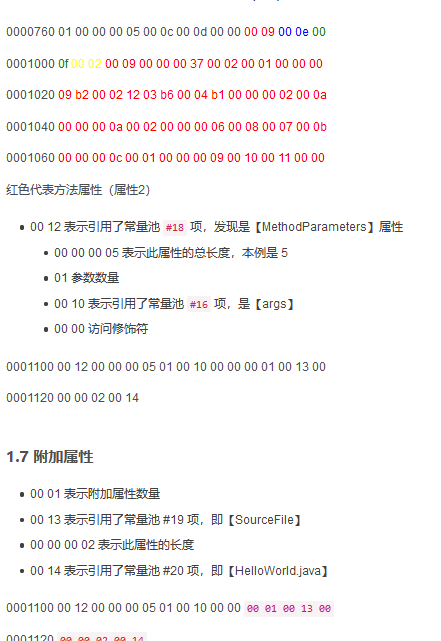 0000760 01 00 00 00 05 00 0c 00 0d 00 00 00 09 00 0e 00
0001000 0f 00 02 00 09 00 00 00 37 00 02 00 01 00 00 00
0001020 09 b2 00 02 12 03 b6 00 04 b1 00 00 00 02 00 0a
0001040 00 00 00 0a 00 02 00 00 00 06 00 08 00 07 00 0b
0001060 00 00 00 0c 00 01 00 00 00 09 00 10 00 11 00 00
红色代表方法属性（属性2）
00 12 表示引用了常量池 #18 项，发现是【MethodParameters】属性
00 00 00 05 表示此属性的总长度，本例是 5
01 参数数量
00 10 表示引用了常量池 #16 项，是【args】
00 00 访问修饰符
0001100 00 12 00 00 00 05 01 00 10 00 00 00 01 00 13 00
0001120 00 00 02 00 14
1.7 附加属性
00 01 表示附加属性数量
00 13 表示引用了常量池 #19 项，即【SourceFile】
00 00 00 02 表示此属性的长度
00 14 表示引用了常量池 #20 项，即【HelloWorld.java】
0001100 00 12 00 00 00 05 01 00 10 00 00 00 01 00 13 00
0001120 00 00 02 00 14